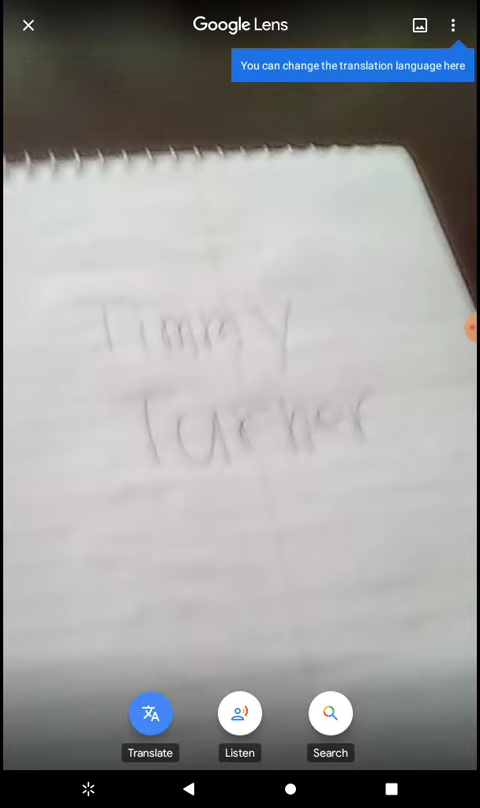 Google Lens
You can change the translation language here
Timmy
Turner
Translate
Listen
Search